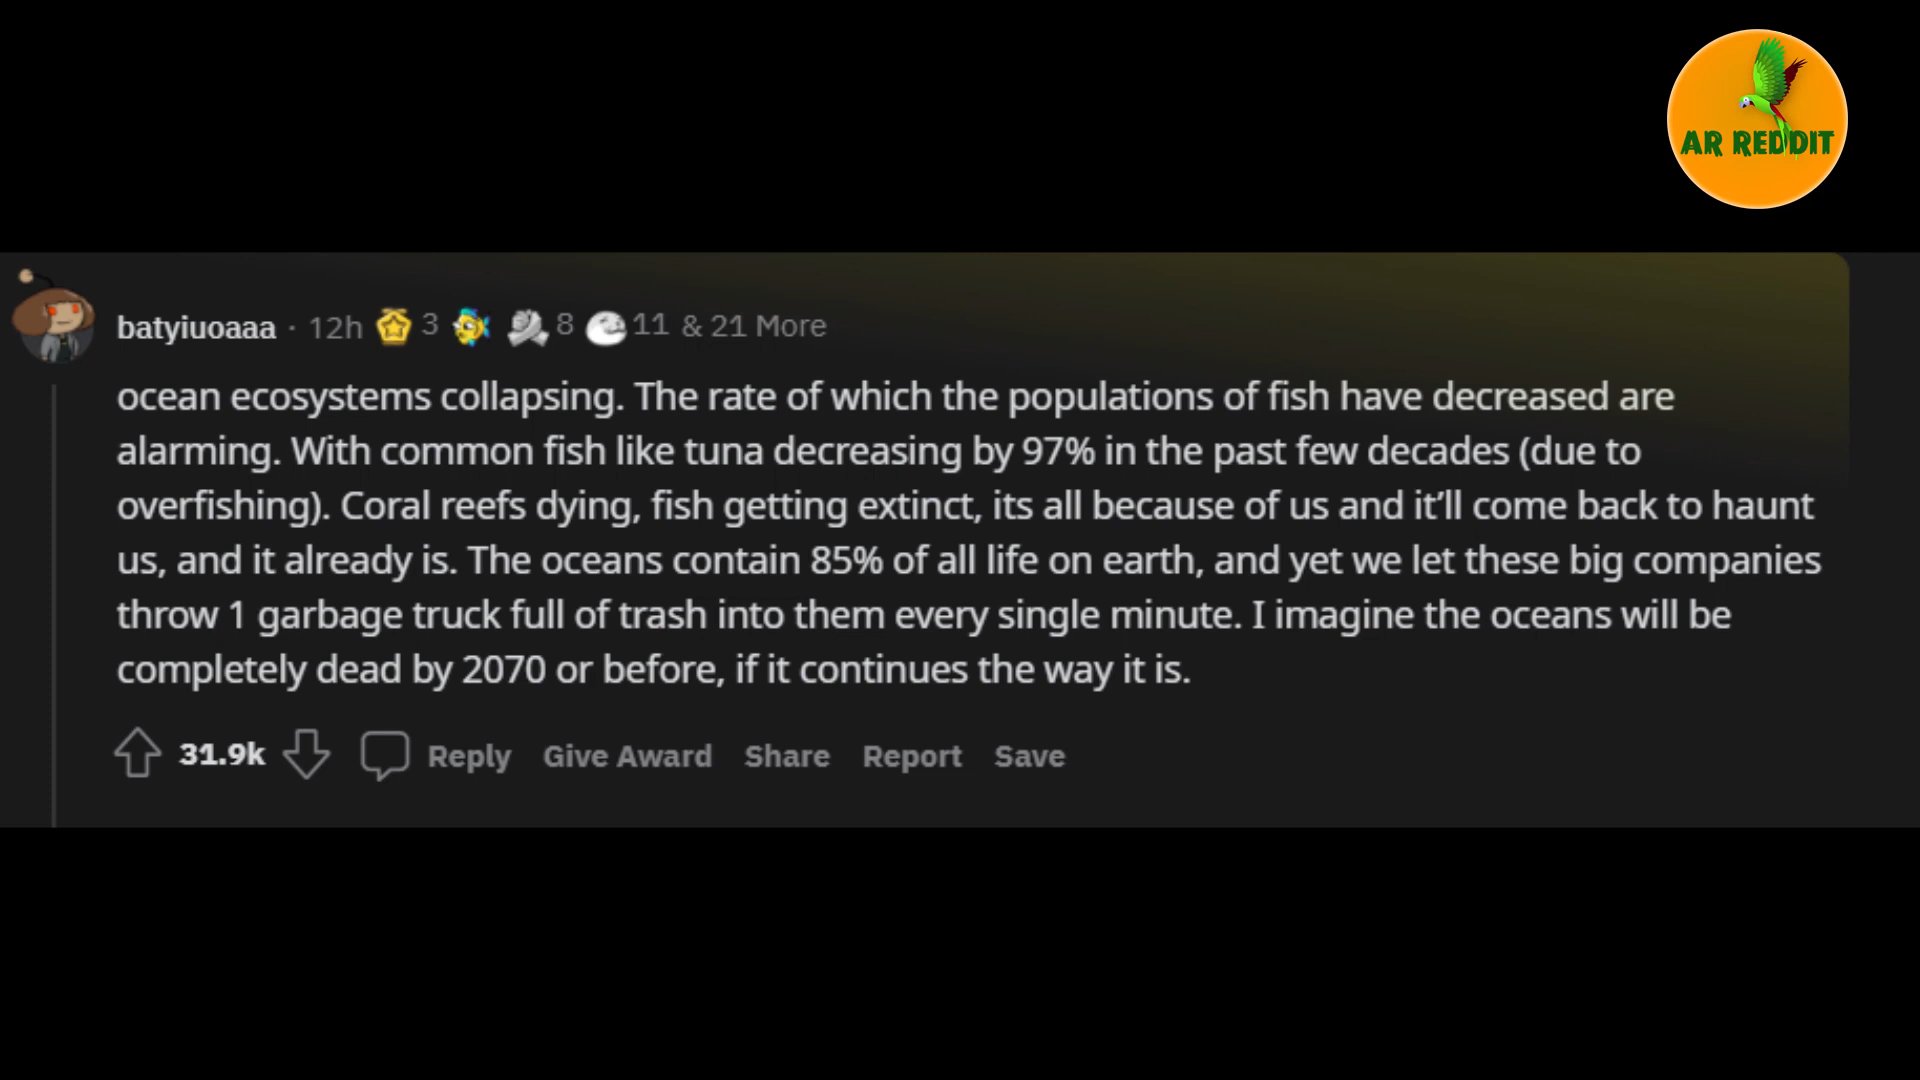 AR REDDIT
batyiuoaaa · 12h 3 8 11 & 21 More
ocean ecosystems collapsing. The rate of which the populations of fish have decreased are
alarming. With common fish like tuna decreasing by 97% in the past few decades (due to
overfishing). Coral reefs dying, fish getting extinct, its all because of us and it’ll come back to haunt
us, and it already is. The oceans contain 85% of all life on earth, and yet we let these big companies
throw 1 garbage truck full of trash into them every single minute. I imagine the oceans will be
completely dead by 2070 or before, if it continues the way it is.
31.9k Reply Give Award Share Report Save